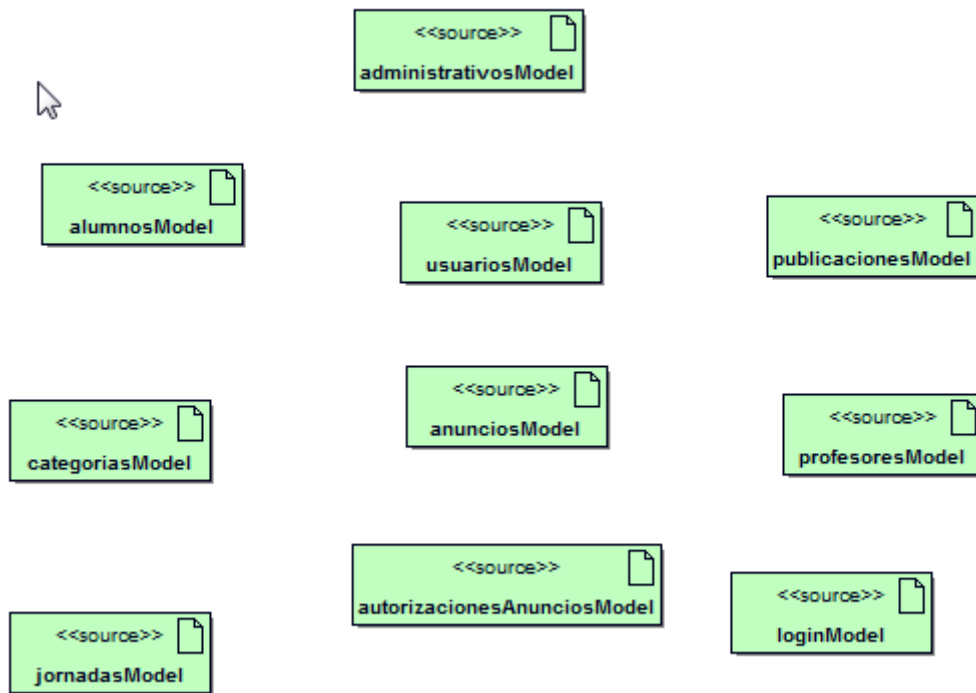 <<source>>
administrativosModel
<<source>>
alumnosModel
<<source>>
usuariosModel
<<source>>
publicacionesModel
<<source>>
categoriasModel
<<source>>
anunciosModel
<<source>>
profesoresModel
<<source>>
jornadasModel
<<source>>
autorizacionesAnunciosModel
<<source>>
loginModel